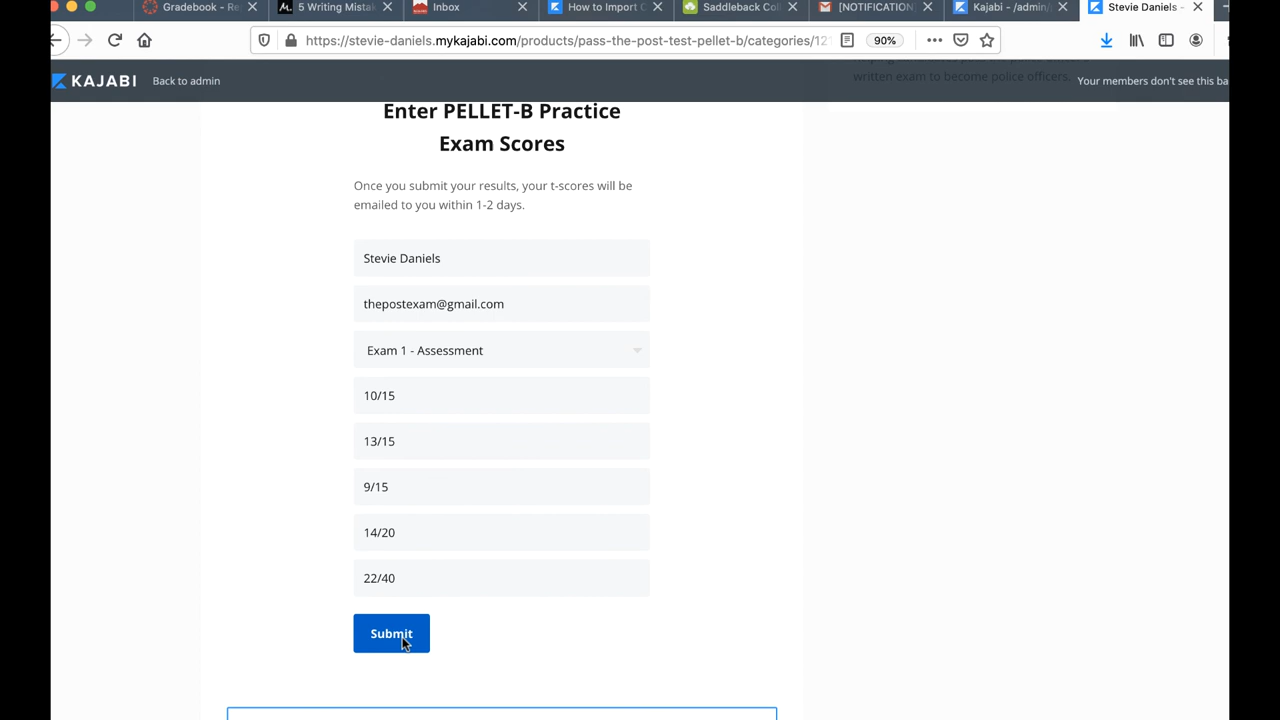 Gradebook - Re
5 Writing Mistak
Inbox
How to Import C
Saddleback Coll
[NOTIFICATION]
Kajabi - /admin/
Stevie Daniels -
https://stevie-daniels.mykajabi.com/products/pass-the-post-test-pellet-b/categories/121
90%
written exam to become police officers.
KAJABI
Back to admin
Your members don't see this ba
Enter PELLET-B Practice
Exam Scores
Once you submit your results, your t-scores will be
emailed to you within 1-2 days.
Stevie Daniels
thepostexam@gmail.com
Exam 1 - Assessment
10/15
13/15
9/15
14/20
22/40
Submit